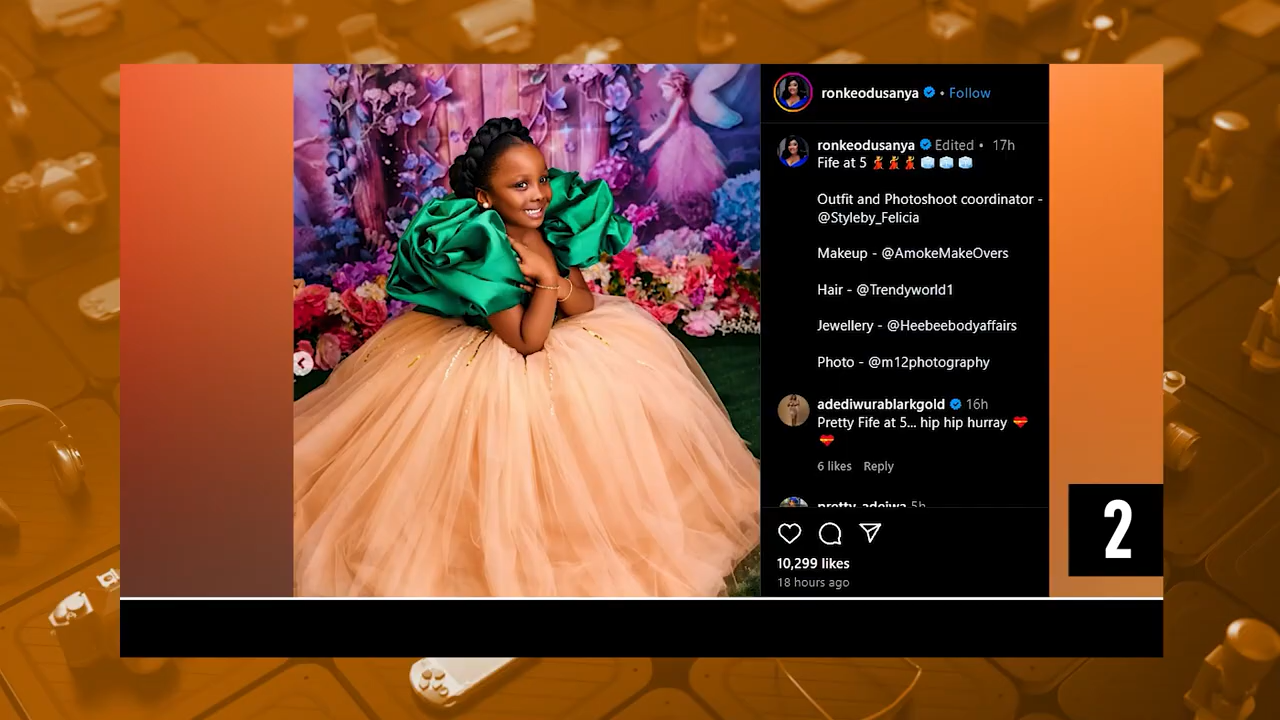 ronkeodusanya • Follow
ronkeodusanya Edited • 17h
Fife at 5 💃💃💃🧊🧊🧊
Outfit and Photoshoot coordinator -
@Styleby_Felicia
Makeup - @AmokeMakeOvers
Hair - @Trendyworld1
Jewellery - @Heebeebodyaffairs
Photo - @m12photography
adediwurablarkgold 16h
Pretty Fife at 5... hip hip hurray ❤️
❤️
6 likes Reply
5h
10,299 likes
18 hours ago
2